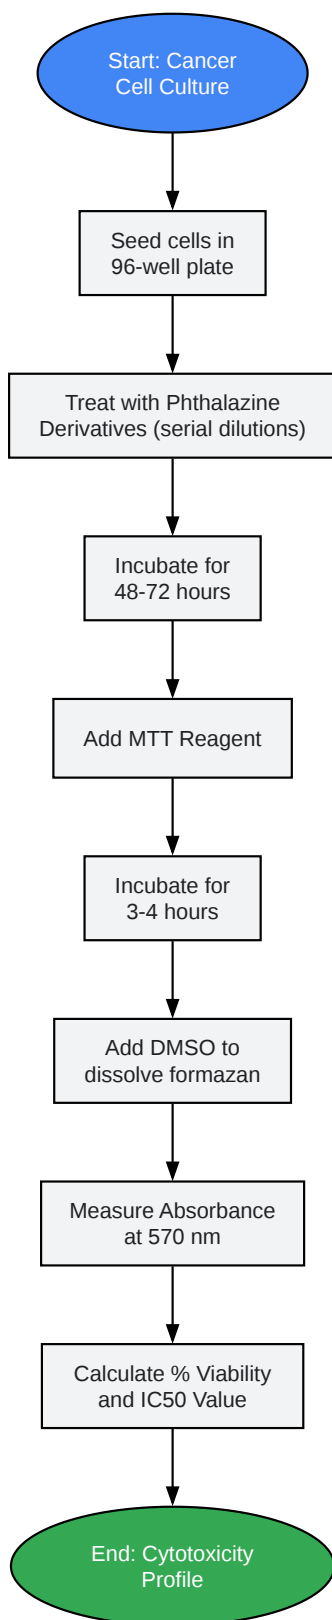 Start: Cancer
Cell Culture
Seed cells in
96-well plate
Treat with Phthalazine
Derivatives (serial dilutions)
Incubate for
48-72 hours
Add MTT Reagent
Incubate for
3-4 hours
Add DMSO to
dissolve formazan
Measure Absorbance
at 570 nm
Calculate % Viability
and IC50 Value
End: Cytotoxicity
Profile